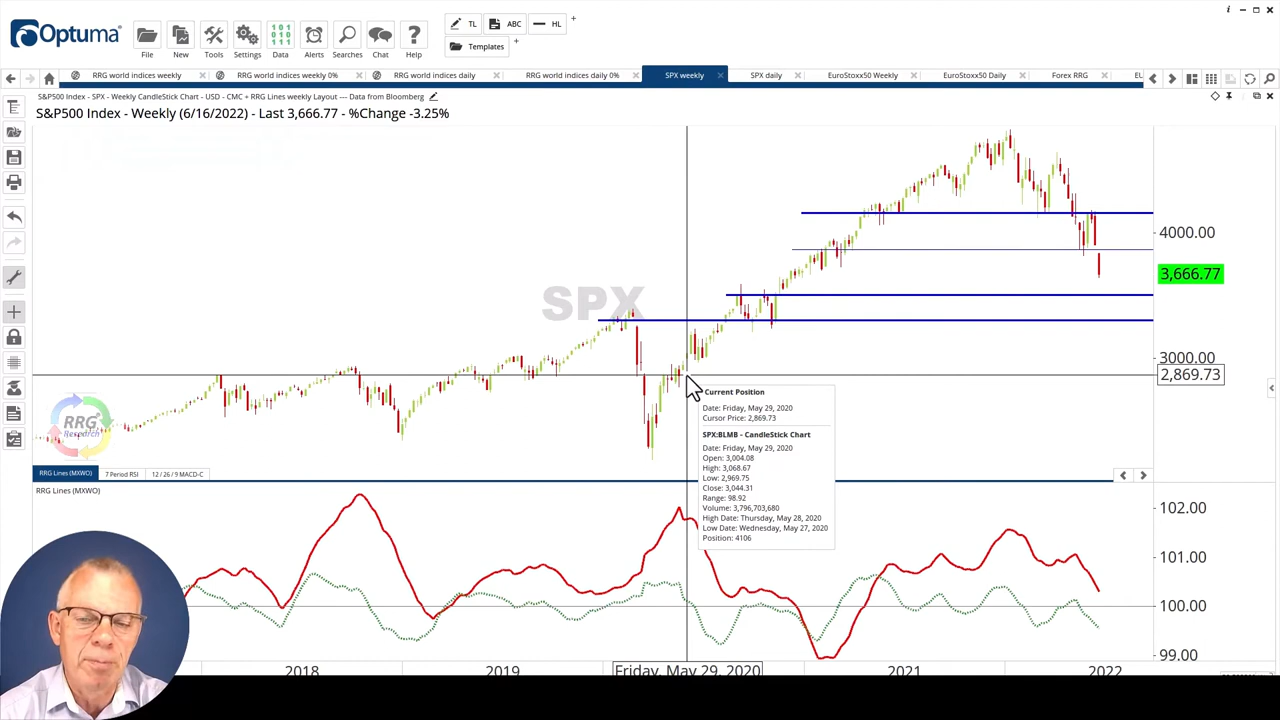 Optuma
File
New
Tools
Settings
Data
Alerts
Searches
Chat
Help
TL
ABC
HL
Templates
RRG world indices weekly
RRG world indices weekly 0%
RRG world indices daily
RRG world indices daily 0%
SPX weekly
SPX daily
EuroStoxx50 Weekly
EuroStoxx50 Daily
Forex RRG
S&P500 Index - SPX - Weekly CandleStick Chart - USD - CMC + RRG Lines weekly Layout --- Data from Bloomberg
S&P500 Index - Weekly (6/16/2022) - Last 3,666.77 - %Change -3.25%
SPX
4000.00
3,666.77
3000.00
2,869.73
Current Position
Date: Friday, May 29, 2020
Cursor Price: 2,869.73
SPX:BLMB - CandleStick Chart
Date: Friday, May 29, 2020
Open: 3,004.08
High: 3,068.67
Low: 2,969.75
Close: 3,044.31
Range: 98.92
Volume: 3,796,703,680
High Date: Thursday, May 28, 2020
Low Date: Wednesday, May 27, 2020
Position: 4106
RRG
Research
RRG Lines (MXWO)
7 Period RSI
12 / 26 / 9 MACD-C
RRG Lines (MXWO)
102.00
101.00
100.00
99.00
2018
2019
Friday, May 29, 2020
2021
2022